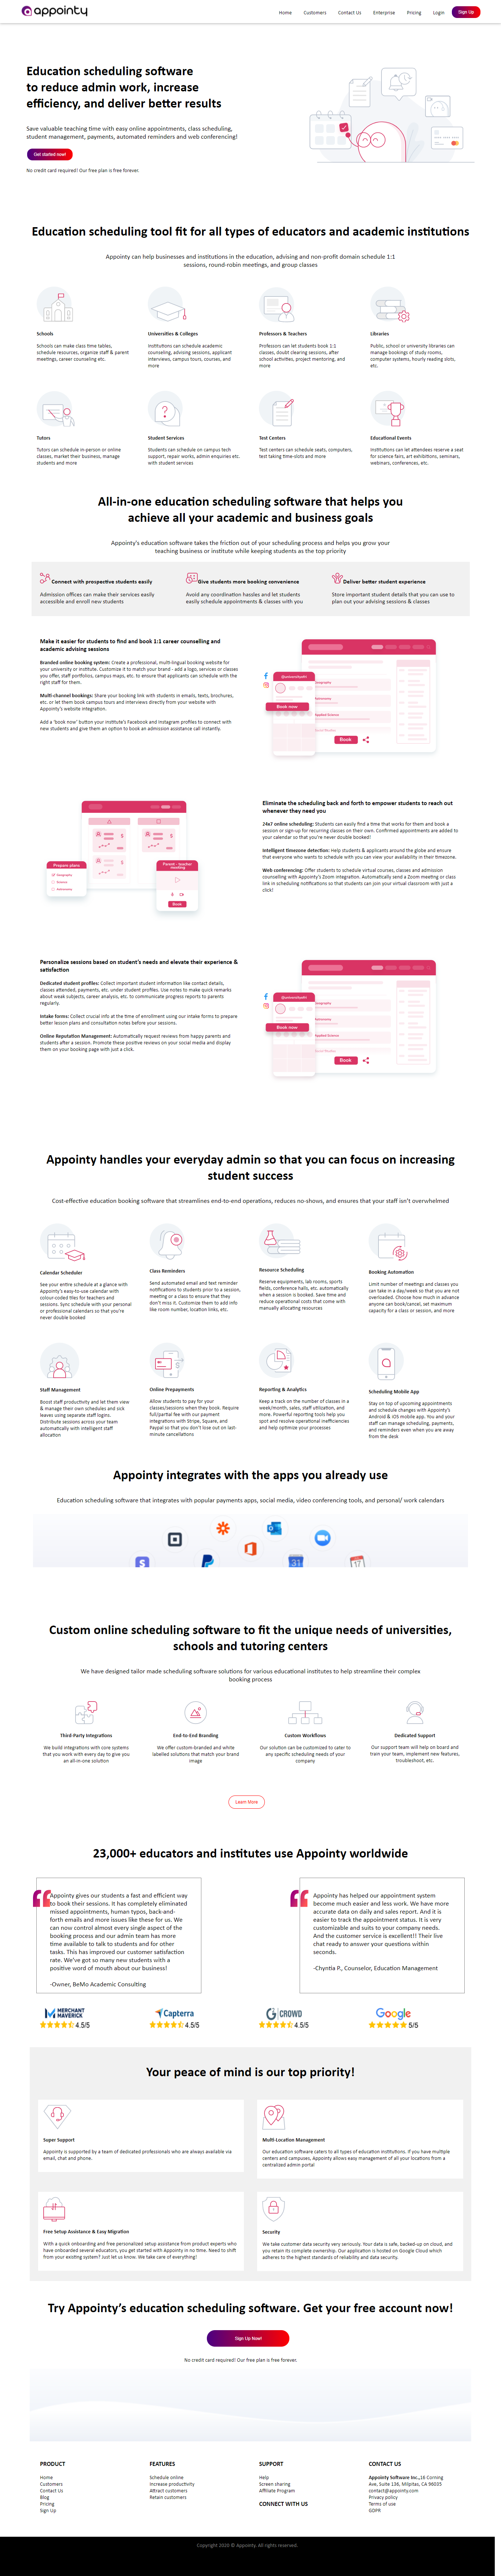 appointy
Home Customers Contact Us Enterprise Pricing Login Sign Up
Education scheduling software
to reduce admin work, increase
efficiency, and deliver better results
Save valuable teaching time with easy online appointments, class scheduling,
student management, payments, automated reminders and web conferencing!
Get started now!
No credit card required! Our free plan is free forever.
Education scheduling tool fit for all types of educators and academic institutions
Appointy can help businesses and institutions in the education, advising and non-profit domain schedule 1:1
sessions, round-robin meetings, and group classes
Schools
Schools can make class time tables,
schedule resources, organize staff & parent
meetings, career counseling etc.
Universities & Colleges
Institutions can schedule academic
counseling, advising sessions, applicant
interviews, campus tours, courses, and
more
Professors & Teachers
Professors can let students book 1:1
classes, doubt clearing sessions, after
school activities, project mentoring, and
more
Libraries
Public, school or university libraries can
manage bookings of study rooms,
computer systems, hourly reading slots,
etc.
Tutors
Tutors can schedule in-person or online
classes, market their business, manage
students and more
Student Services
Students can schedule on campus tech
support, repair works, admin enquiries etc.
with student services
Test Centers
Test centers can schedule seats, computers,
test taking time-slots and more
Educational Events
Institutions can let attendees reserve a seat
for science fairs, art exhibitions, seminars,
webinars, conferences, etc.
All-in-one education scheduling software that helps you
achieve all your academic and business goals
Appointy's education software takes the friction out of your scheduling process and helps you grow your
teaching business or institute while keeping students as the top priority
Connect with prospective students easily
Admission offices can make their services easily
accessible and enroll new students
Give students more booking convenience
Avoid any coordination hassles and let students
easily schedule appointments & classes with you
Deliver better student experience
Store important student details that you can use to
plan out your advising sessions & classes
Make it easier for students to find and book 1:1 career counselling and
academic advising sessions
Branded online booking system: Create a professional, multi-lingual booking website for
your university or institute. Customize it to match your brand - add a logo, services or classes
you offer, staff profiles, campus maps, etc. to ensure that applicants can schedule with the
right staff for them.
Multi-channel bookings: Share your booking link with students in emails, texts, brochures,
etc. or let them book campus tours and interviews directly from your website with
Appointy's website integration.
Add a 'book now' button your institute's Facebook and Instagram profiles to connect with
new students and give them an option to book an admission assistance call instantly.
@universityofil
Book now
Geography
Astronomy
Applied Science
Book
Prepare plans
Geography
Science
Astronomy
Parent - teacher
meeting
Book
Eliminate the scheduling back and forth to empower students to reach out
whenever they need you
24x7 online scheduling: Students can easily find a time that works for them and book a
session or sign-up for recurring classes on their own. Confirmed appointments are added to
your calendar so that you're never double booked!
Intelligent timezone detection: Help students & applicants around the globe and ensure
that everyone who wants to schedule with you can view your availability in their timezone.
Web conferencing: Offer students to schedule virtual courses, classes and admission
counselling with Appointy's Zoom integration. Automatically send a Zoom meeting or class
link in scheduling notifications so that students can join your virtual classroom with just a
click!
Personalize sessions based on student's needs and elevate their experience &
satisfaction
Dedicated student profiles: Collect important student information like contact details,
classes attended, payments, etc. under student profiles. Use notes to make quick remarks
about weak subjects, career analysis, etc. to communicate progress reports to parents
regularly.
Intake forms: Collect crucial info at the time of enrollment using our intake forms to prepare
better lesson plans and consultation notes before your sessions.
Online Reputation Management: Automatically request reviews from happy parents and
students after a session. Promote these positive reviews on your social media and display
them on your booking page with just a click.
@universityofil
Book now
Geography
Astronomy
Applied Science
Book
Appointy handles your everyday admin so that you can focus on increasing
student success
Cost-effective education booking software that streamlines end-to-end operations, reduces no-shows, and ensures that your staff isn't overwhelmed
Calendar Scheduler
See your entire schedule at a glance with
Appointy's easy-to-use calendar with
colour-coded tiles for teachers and
sessions. Sync schedule with your personal
or professional calendars so that you're
never double booked
Class Reminders
Send automated email and text reminder
notifications to students prior to a session,
meeting or a class to ensure that they
don't miss it. Customize them to add info
like room number, location links, etc.
Resource Scheduling
Reserve equipments, lab rooms, sports
fields, conference halls, etc. automatically
when a session is booked. Save time and
reduce operational costs that come with
manually allocating resources
Booking Automation
Limit number of meetings and classes you
can take in a day/week so that you are not
overloaded. Choose how much in advance
anyone can book/cancel, set maximum
capacity for a class or session, and more
Staff Management
Boost staff productivity and let them view
& manage their own schedules and sick
leaves using separate staff logins.
Distribute sessions across your team
automatically with intelligent staff
allocation
Online Prepayments
Allow students to pay for your
classes/sessions when they book. Require
full/partial fee with our payment
integrations with Stripe, Square, and
Paypal so that you don't lose out on last-
minute cancellations
Reporting & Analytics
Keep a track on the number of classes in a
week/month, sales, staff utilization, and
more. Powerful reporting tools help you
spot and resolve operational inefficiencies
and help optimize your processes
Scheduling Mobile App
Stay on top of upcoming appointments
and schedule changes with Appointy's
Android & iOS mobile app. You and your
staff can manage scheduling, payments,
and reminders even when you are away
from the desk
Appointy integrates with the apps you already use
Education scheduling software that integrates with popular payments apps, social media, video conferencing tools, and personal/ work calendars
Custom online scheduling software to fit the unique needs of universities,
schools and tutoring centers
We have designed tailor made scheduling software solutions for various educational institutes to help streamline their complex
booking process
Third-Party Integrations
We build integrations with core systems
that you work with every day to give you
an all-in-one solution
End-to-End Branding
We offer custom-branded and white
labelled solutions that match your brand
image
Custom Workflows
Our solution can be customized to cater to
any specific scheduling needs of your
company
Dedicated Support
Our support team will help on board and
train your team, implement new features,
troubleshoot, etc.
Learn More
23,000+ educators and institutes use Appointy worldwide
Appointy gives our students a fast and efficient way
to book their sessions. It has completely eliminated
missed appointments, human typos, back-and-
forth emails and more issues like these for us. We
can now control almost every single aspect of the
booking process and our admin team has more
time available to talk to students and for other
tasks. This has improved our customer satisfaction
rate. We've got so many new students with a
positive word of mouth about our business!
-Owner, BeMo Academic Consulting
Appointy has helped our appointment system
become much easier and less work. We have more
accurate data on daily and sales report. And it is
easier to track the appointment status. It is very
customizable and suits to your company needs.
And the customer service is excellent!! Their live
chat ready to answer your questions within
seconds.
-Chyntia P., Counselor, Education Management
MERCHANT
MAVERICK
4.5/5
Capterra
4.5/5
CROWD
4.5/5
Google
5/5
Your peace of mind is our top priority!
Super Support
Appointy is supported by a team of dedicated professionals who are always available via
email, chat and phone.
Multi-Location Management
Our education software caters to all types of education institutions. If you have multiple
centers and campuses, Appointy allows easy management of all your locations from a
centralized admin portal
Free Setup Assistance & Easy Migration
With a quick onboarding and free personalized setup assistance from product experts who
have onboarded several educators, you get started with Appointy in no time. Need to shift
from your existing system? Just let us know. We take care of everything!
Security
We take customer data security very seriously. Your data is safe, backed-up on cloud, and
you retain its complete ownership. Our application is hosted on Google Cloud which
adheres to the highest standards of reliability and data security.
Try Appointy's education scheduling software. Get your free account now!
Sign Up Now!
No credit card required! Our free plan is free forever.
PRODUCT
Home
Customers
Contact Us
Blog
Pricing
Sign Up
FEATURES
Schedule online
Increase productivity
Attract customers
Retain customers
SUPPORT
Help
Screen sharing
Affiliate Program
CONNECT WITH US
CONTACT US
Appointy Software Inc.,16 Corning
Ave, Suite 136, Milpitas, CA 95035
contact@appointy.com
Privacy policy
Terms of use
GDPR
Copyright 2020 © Appointy. All rights reserved.